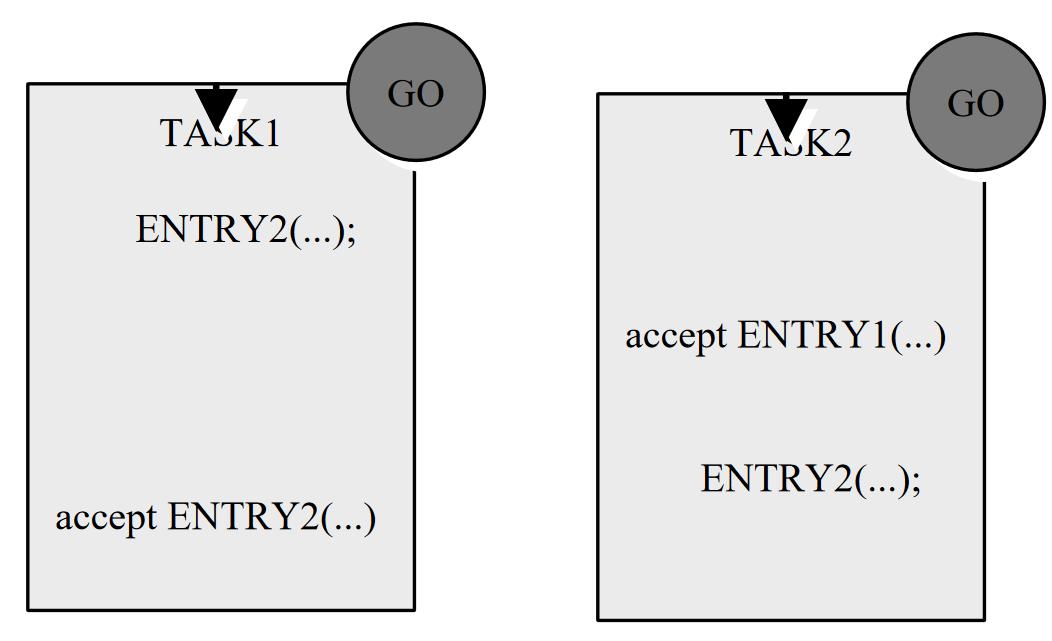 GO
TASK1
ENTRY2(...);
accept ENTRY2(...)
GO
TASK2
accept ENTRY1(...)
ENTRY2(...);